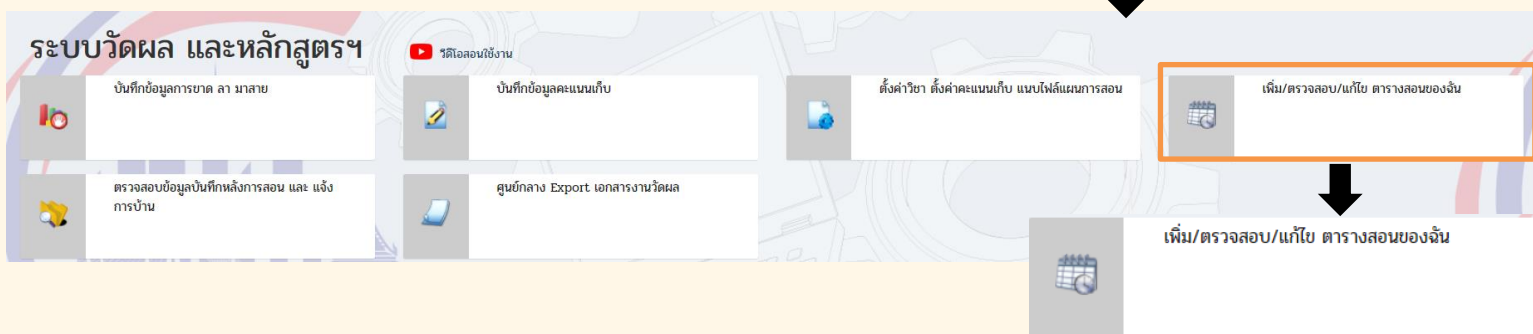 ระบบวัดผล และหลักสูตรฯ
วีดีโอสอนใช้งาน
บันทึกข้อมูลการขาด ลา มาสาย
บันทึกข้อมูลคะแนนเก็บ
ตั้งค่าวิชา ตั้งค่าคะแนนเก็บ แนบไฟล์แผนการสอน
เพิ่ม/ตรวจสอบ/แก้ไข ตารางสอนของฉัน
ตรวจสอบข้อมูลบันทึกหลังการสอน และ แจ้ง
การบ้าน
ศูนย์กลาง Export เอกสารงานวัดผล
เพิ่ม/ตรวจสอบ/แก้ไข ตารางสอนของฉัน